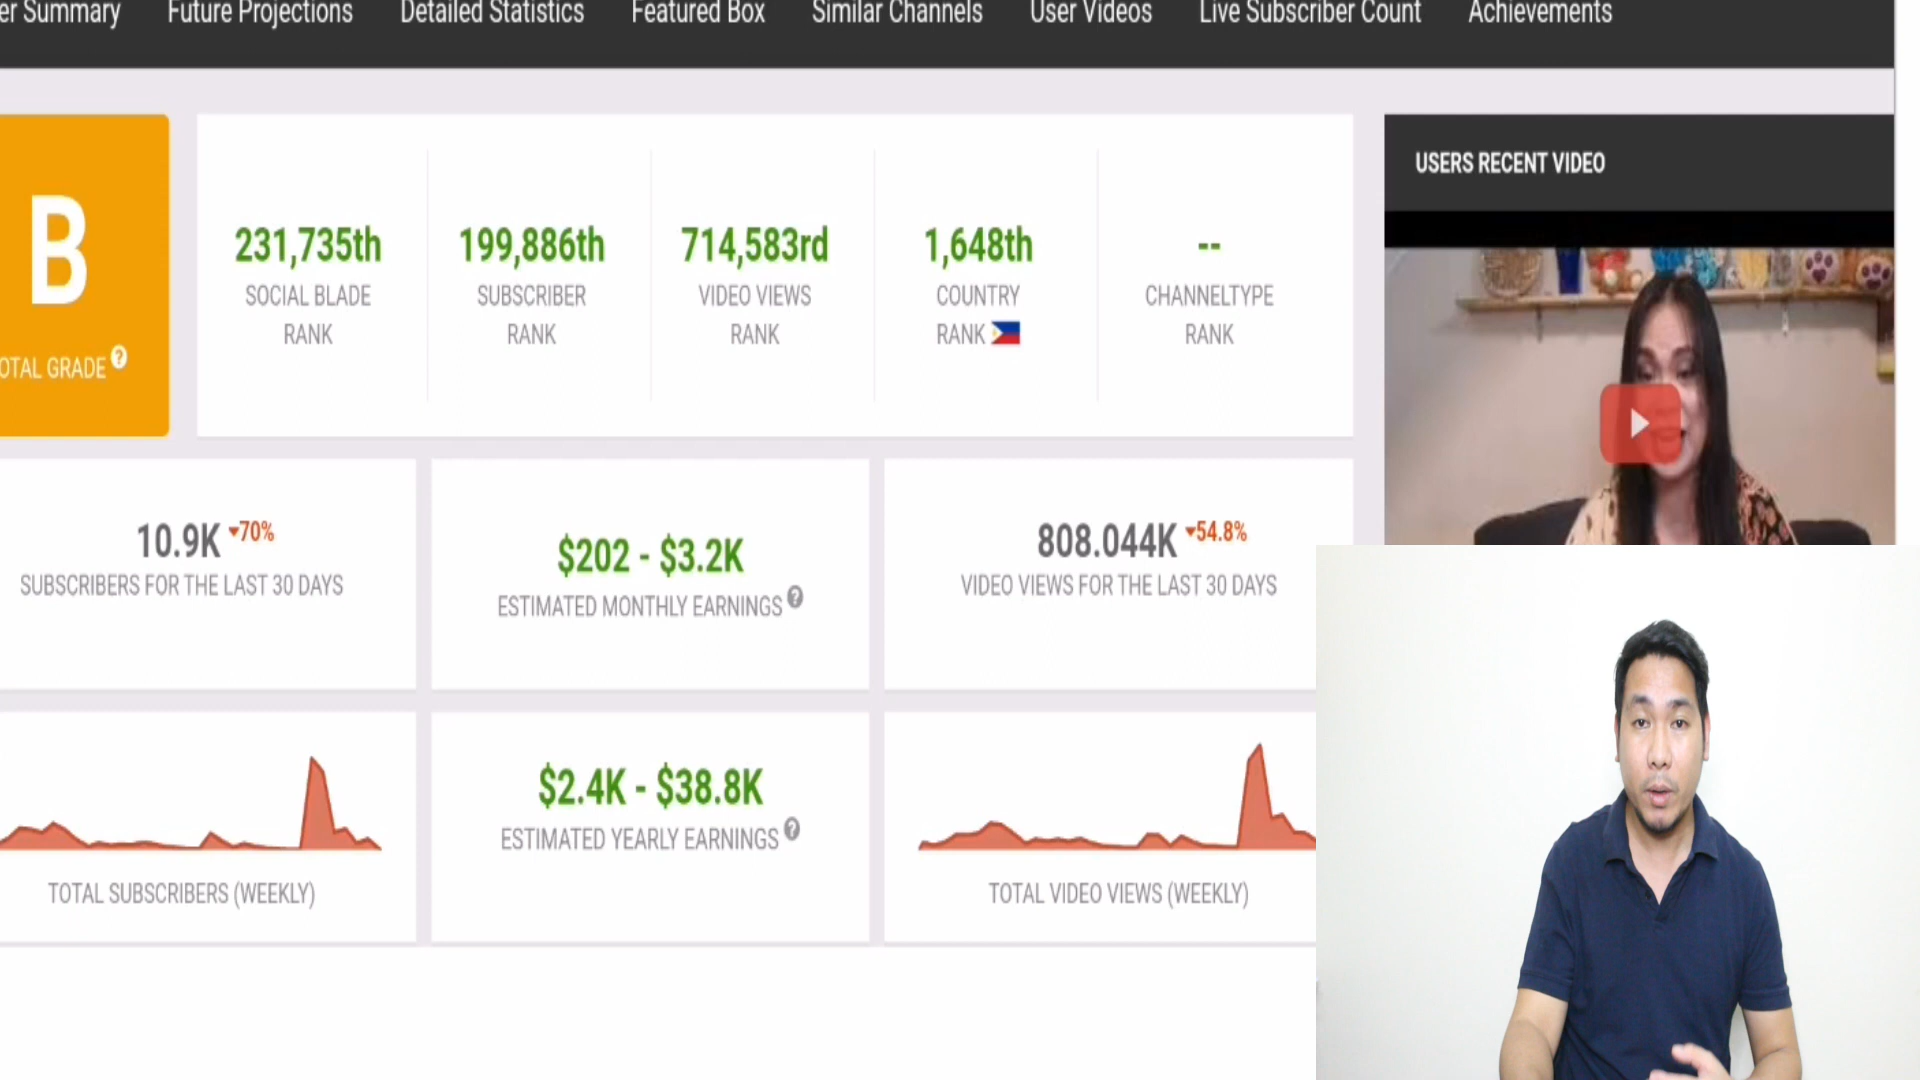 er Summary Future Projections Detailed Statistics Featured Box Similar Channels User Videos Live Subscriber Count Achievements
USERS RECENT VIDEO
B
OTAL GRADE ?
231,735th
SOCIAL BLADE
RANK
199,886th
SUBSCRIBER
RANK
714,583rd
VIDEO VIEWS
RANK
1,648th
COUNTRY
RANK
--
CHANNELTYPE
RANK
10.9K 70%
SUBSCRIBERS FOR THE LAST 30 DAYS
$202 - $3.2K
ESTIMATED MONTHLY EARNINGS ?
808.044K 54.8%
VIDEO VIEWS FOR THE LAST 30 DAYS
TOTAL SUBSCRIBERS (WEEKLY)
$2.4K - $38.8K
ESTIMATED YEARLY EARNINGS ?
TOTAL VIDEO VIEWS (WEEKLY)